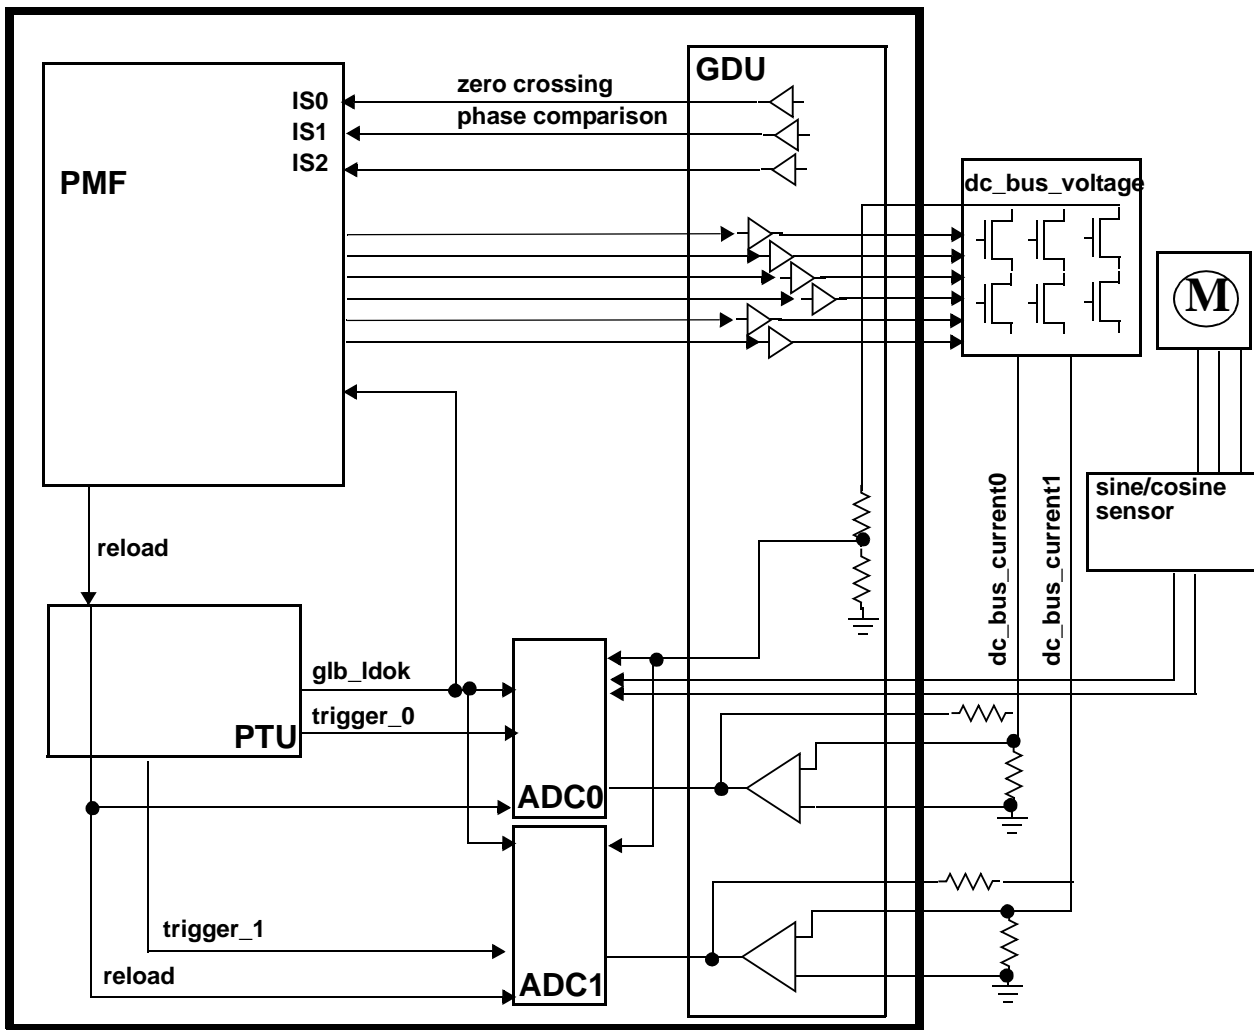 GDU
zero crossing
IS0
phase comparison
IS1
IS2
PMF
dc_bus_voltage
M
dc_bus_current0
dc_bus_current1
sine/cosine
sensor
reload
glb_ldok
trigger_0
PTU
ADC0
trigger_1
reload
ADC1